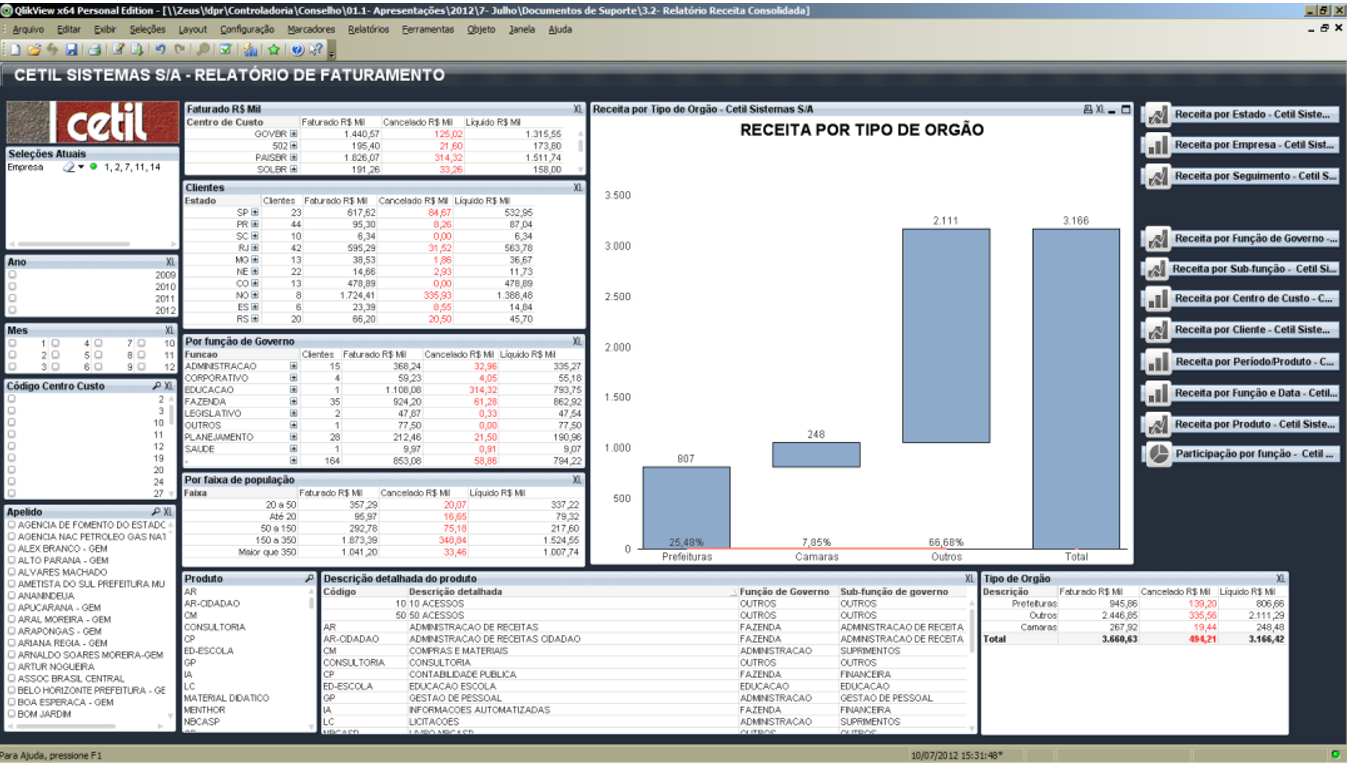 QlikView x64 Personal Edition - [\\Zeus\!dpr\Controladoria\Conselho\01.1- Apresentações\2012\7- Julho\Documentos de Suporte\3.2- Relatório Receita Consolidada]
Arquivo Editar Exibir Seleções Layout Configuração Marcadores Relatórios Ferramentas Objeto Janela Ajuda
CETIL SISTEMAS S/A - RELATÓRIO DE FATURAMENTO
cetil
Seleções Atuais
Empresa 1, 2, 7, 11, 14
Ano XL
2009
2010
2011
2012
Mes XL
1 4 7 10
2 5 8 11
3 6 9 12
Código Centro Custo XL
2
3
10
11
12
19
20
24
27
Apelido XL
AGENCIA DE FOMENTO DO ESTADC
AGENCIA NAC PETROLEO GAS NAT
ALEX BRANCO - GEM
ALTO PARANA - GEM
ALVARES MACHADO
AMETISTA DO SUL PREFEITURA MU
ANANINDEUA
APUCARANA - GEM
ARAL MOREIRA - GEM
ARAPONGAS - GEM
ARIANA REGIA - GEM
ARNALDO SOARES MOREIRA-GEM
ARTUR NOGUEIRA
ASSOC BRASIL CENTRAL
BELO HORIZONTE PREFEITURA - GE
BOA ESPERACA - GEM
BOM JARDIM
Faturado R$ Mil XL
Centro de Custo Faturado R$ Mil Cancelado R$ Mil Líquido R$ Mil
GOVBR 1.440,57 125,02 1.315,55
502 195,40 21,60 173,80
PAISBR 1.826,07 314,32 1.511,74
SOLBR 191,26 33,26 158,00
Clientes XL
Estado Clientes Faturado R$ Mil Cancelado R$ Mil Líquido R$ Mil
SP 23 617,62 84,67 532,95
PR 44 95,30 8,26 87,04
SC 10 6,34 0,00 6,34
RJ 42 595,29 31,52 563,78
MG 13 38,53 1,86 36,67
NE 22 14,66 2,93 11,73
CO 13 478,89 0,00 478,89
NO 8 1.724,41 335,93 1.388,48
ES 6 23,39 8,55 14,84
RS 20 66,20 20,50 45,70
Por função de Governo XL
Funcao Clientes Faturado R$ Mil Cancelado R$ Mil Líquido R$ Mil
ADMINISTRACAO 15 368,24 32,96 335,27
CORPORATIVO 4 59,23 4,05 55,18
EDUCACAO 1 1.108,08 314,32 793,75
FAZENDA 35 924,20 61,28 862,92
LEGISLATIVO 2 47,87 0,33 47,54
OUTROS 1 77,50 0,00 77,50
PLANEJAMENTO 28 212,46 21,50 190,96
SAUDE 1 9,97 0,91 9,07
- 164 853,08 58,86 794,22
Por faixa de população XL
Faixa Faturado R$ Mil Cancelado R$ Mil Líquido R$ Mil
20 a 50 357,29 20,07 337,22
Até 20 95,97 16,65 79,32
50 a 150 292,78 75,18 217,60
150 a 350 1.873,39 348,84 1.524,55
Maior que 350 1.041,20 33,46 1.007,74
Receita por Tipo de Orgão - Cetil Sistemas S/A XL
RECEITA POR TIPO DE ORGÃO
3.500
3.000
2.500
2.000
1.500
1.000
500
0
807
248
2.111
3.166
25,48% 7,85% 66,68%
Prefeituras Camaras Outros Total
Receita por Estado - Cetil Siste...
Receita por Empresa - Cetil Sist...
Receita por Seguimento - Cetil S...
Receita por Função de Governo -...
Receita por Sub-função - Cetil Si...
Receita por Centro de Custo - C...
Receita por Cliente - Cetil Siste...
Receita por Período/Produto - C...
Receita por Função e Data - Cetil...
Receita por Produto - Cetil Siste...
Participação por função - Cetil ...
Produto
AR
AR-CIDADAO
CM
CONSULTORIA
CP
ED-ESCOLA
GP
IA
LC
MATERIAL DIDATICO
MENTHOR
NBCASP
Descrição detalhada do produto XL
Código Descrição detalhada Função de Governo Sub-função de governo
10 10 ACESSOS OUTROS OUTROS
50 50 ACESSOS OUTROS OUTROS
AR ADMINISTRACAO DE RECEITAS FAZENDA ADMINISTRACAO DE RECEITA
AR-CIDADAO ADMINISTRACAO DE RECEITAS CIDADAO FAZENDA ADMINISTRACAO DE RECEITA
CM COMPRAS E MATERIAIS ADMINISTRACAO SUPRIMENTOS
CONSULTORIA CONSULTORIA OUTROS OUTROS
CP CONTABILIDADE PUBLICA FAZENDA FINANCEIRA
ED-ESCOLA EDUCACAO ESCOLA EDUCACAO EDUCACAO
GP GESTAO DE PESSOAL ADMINISTRACAO GESTAO DE PESSOAL
IA INFORMACOES AUTOMATIZADAS FAZENDA FINANCEIRA
LC LICITACOES ADMINISTRACAO SUPRIMENTOS
NBCASP LIVRO NBCASP OUTROS OUTROS
Tipo de Orgão XL
Descrição Faturado R$ Mil Cancelado R$ Mil Líquido R$ Mil
Prefeituras 945,86 139,20 806,66
Outros 2.446,85 335,56 2.111,29
Camaras 267,92 19,44 248,48
Total 3.660,63 494,21 3.166,42
Para Ajuda, pressione F1
10/07/2012 15:31:48*